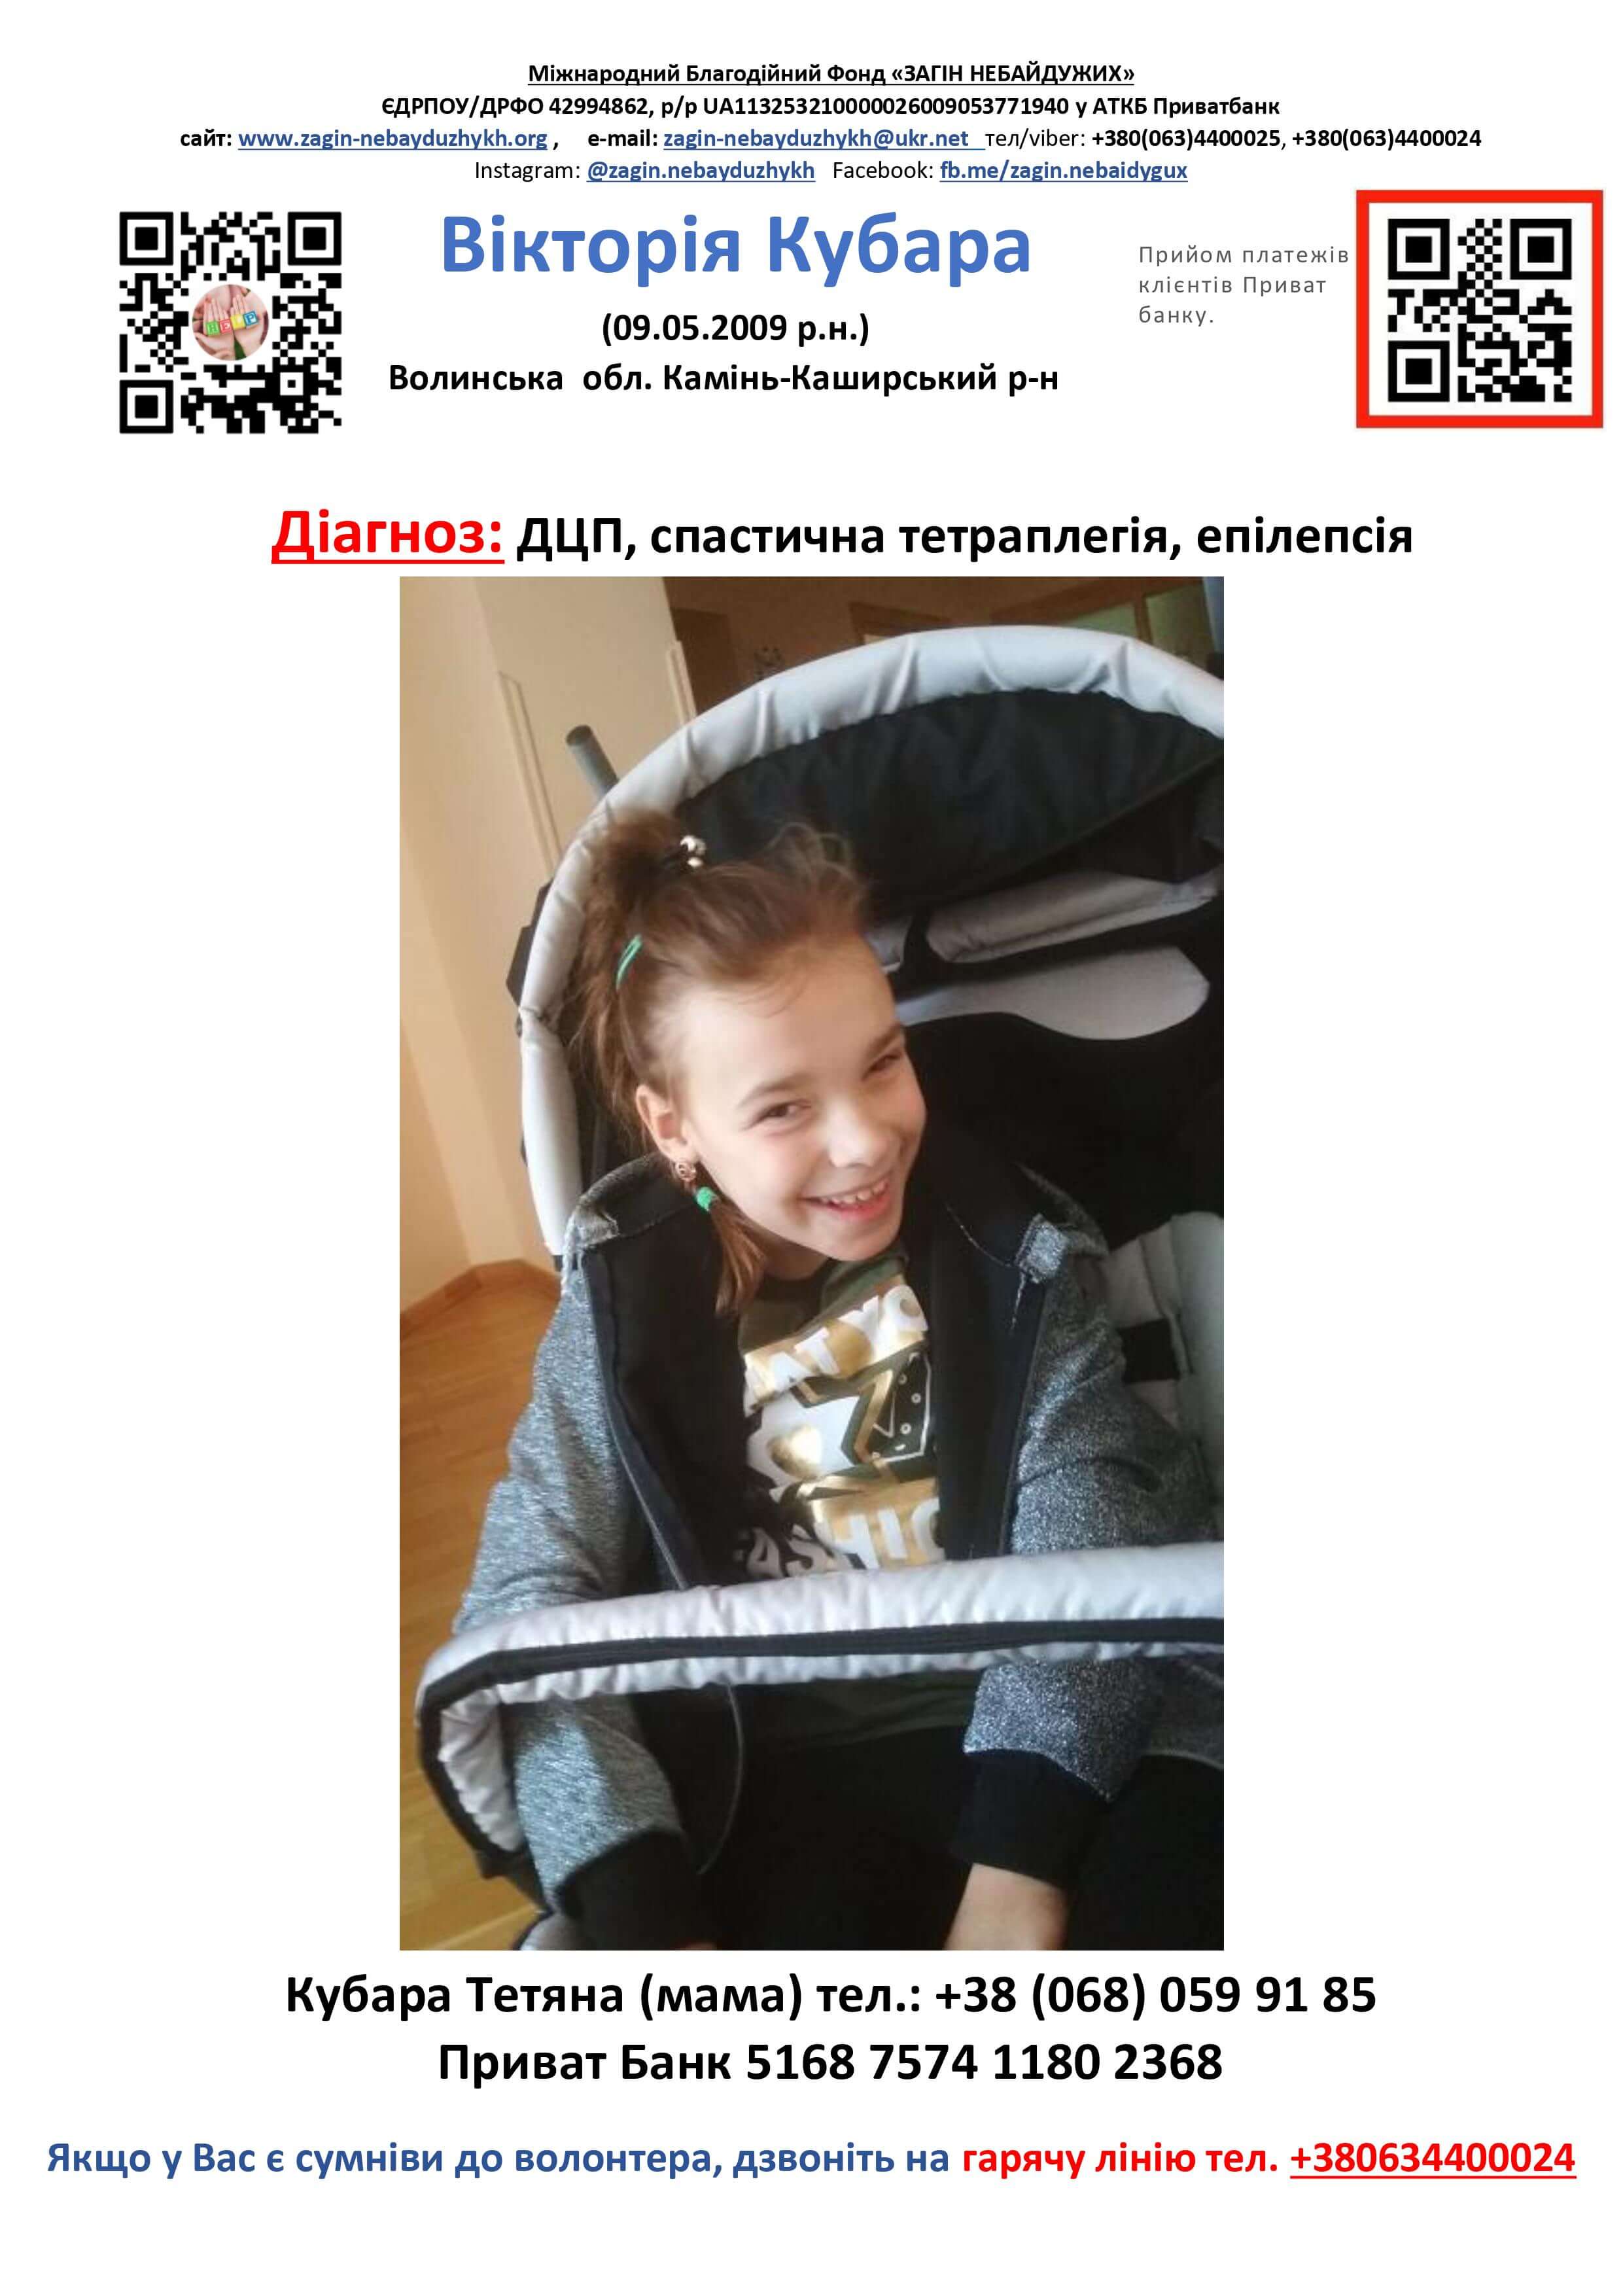 Міжнародний Благодійний Фонд «ЗАГІН НЕБАЙДУЖИХ»
ЄДРПОУ/ДРФО 42994862, р/р UA113253210000026009053771940 у АТКБ Приватбанк
сайт: www.zagin-nebayduzhykh.org , e-mail: zagin-nebayduzhykh@ukr.net тел/viber: +380(063)4400025, +380(063)4400024
Instagram: @zagin.nebayduzhykh Facebook: fb.me/zagin.nebaidygux
HELP
Вікторія Кубара
Прийом платежів
клієнтів Приват
банку.
(09.05.2009 р.н.)
Волинська обл. Камінь-Каширський р-н
Діагноз: ДЦП, спастична тетраплегія, епілепсія
Кубара Тетяна (мама) тел.: +38 (068) 059 91 85
Приват Банк 5168 7574 1180 2368
Якщо у Вас є сумніви до волонтера, дзвоніть на гарячу лінію тел. +380634400024